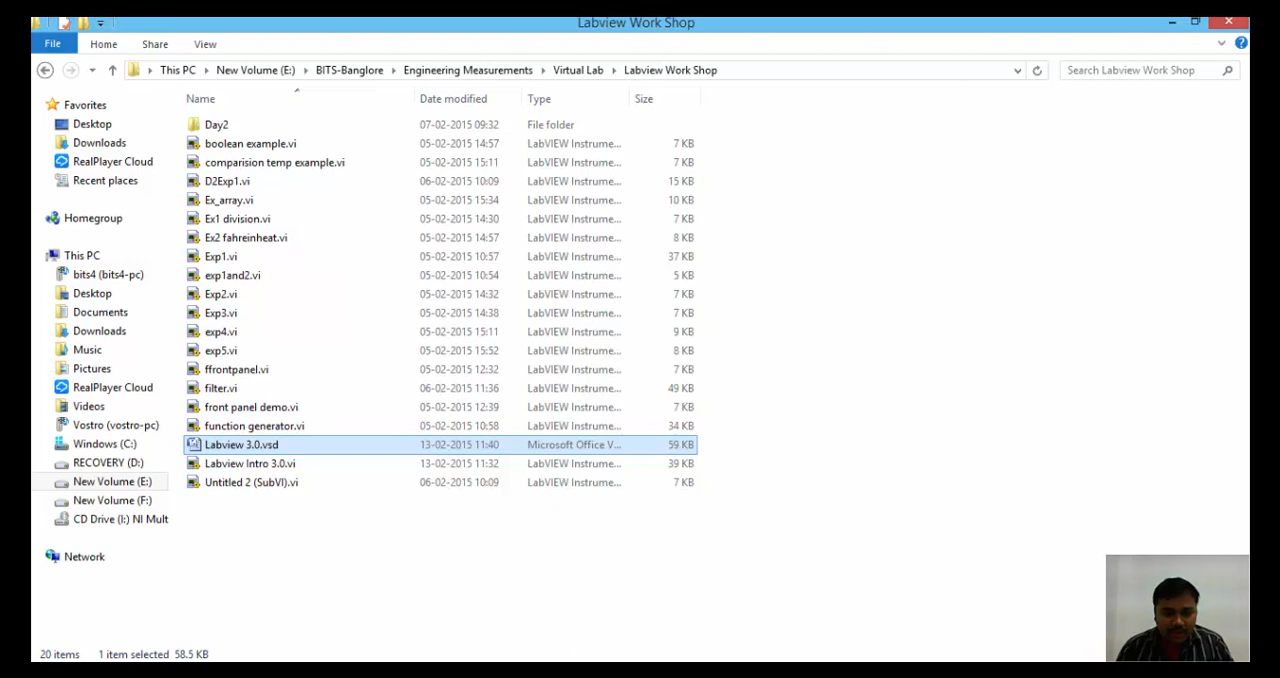 Labview Work Shop
File Home Share View
This PC New Volume (E:) BITS-Banglore Engineering Measurements Virtual Lab Labview Work Shop Search Labview Work Shop
Name Date modified Type Size
Favorites
Desktop
Downloads
RealPlayer Cloud
Recent places
Homegroup
This PC
bits4 (bits4-pc)
Desktop
Documents
Downloads
Music
Pictures
RealPlayer Cloud
Videos
Vostro (vostro-pc)
Windows (C:)
RECOVERY (D:)
New Volume (E:)
New Volume (F:)
CD Drive (I:) NI Mult
Network
Day2 07-02-2015 09:32 File folder
boolean example.vi 05-02-2015 14:57 LabVIEW Instrume... 7 KB
comparision temp example.vi 05-02-2015 15:11 LabVIEW Instrume... 7 KB
D2Exp1.vi 06-02-2015 10:09 LabVIEW Instrume... 15 KB
Ex_array.vi 05-02-2015 15:34 LabVIEW Instrume... 10 KB
Ex1 division.vi 05-02-2015 14:30 LabVIEW Instrume... 7 KB
Ex2 fahreinheat.vi 05-02-2015 14:57 LabVIEW Instrume... 8 KB
Exp1.vi 05-02-2015 10:57 LabVIEW Instrume... 37 KB
exp1and2.vi 05-02-2015 10:54 LabVIEW Instrume... 5 KB
Exp2.vi 05-02-2015 14:32 LabVIEW Instrume... 7 KB
Exp3.vi 05-02-2015 14:38 LabVIEW Instrume... 7 KB
exp4.vi 05-02-2015 15:11 LabVIEW Instrume... 9 KB
exp5.vi 05-02-2015 15:52 LabVIEW Instrume... 8 KB
ffrontpanel.vi 05-02-2015 12:32 LabVIEW Instrume... 7 KB
filter.vi 06-02-2015 11:36 LabVIEW Instrume... 49 KB
front panel demo.vi 05-02-2015 12:39 LabVIEW Instrume... 7 KB
function generator.vi 05-02-2015 10:58 LabVIEW Instrume... 34 KB
Labview 3.0.vsd 13-02-2015 11:40 Microsoft Office V... 59 KB
Labview Intro 3.0.vi 13-02-2015 11:32 LabVIEW Instrume... 39 KB
Untitled 2 (SubVI).vi 06-02-2015 10:09 LabVIEW Instrume... 7 KB
20 items 1 item selected 58.5 KB